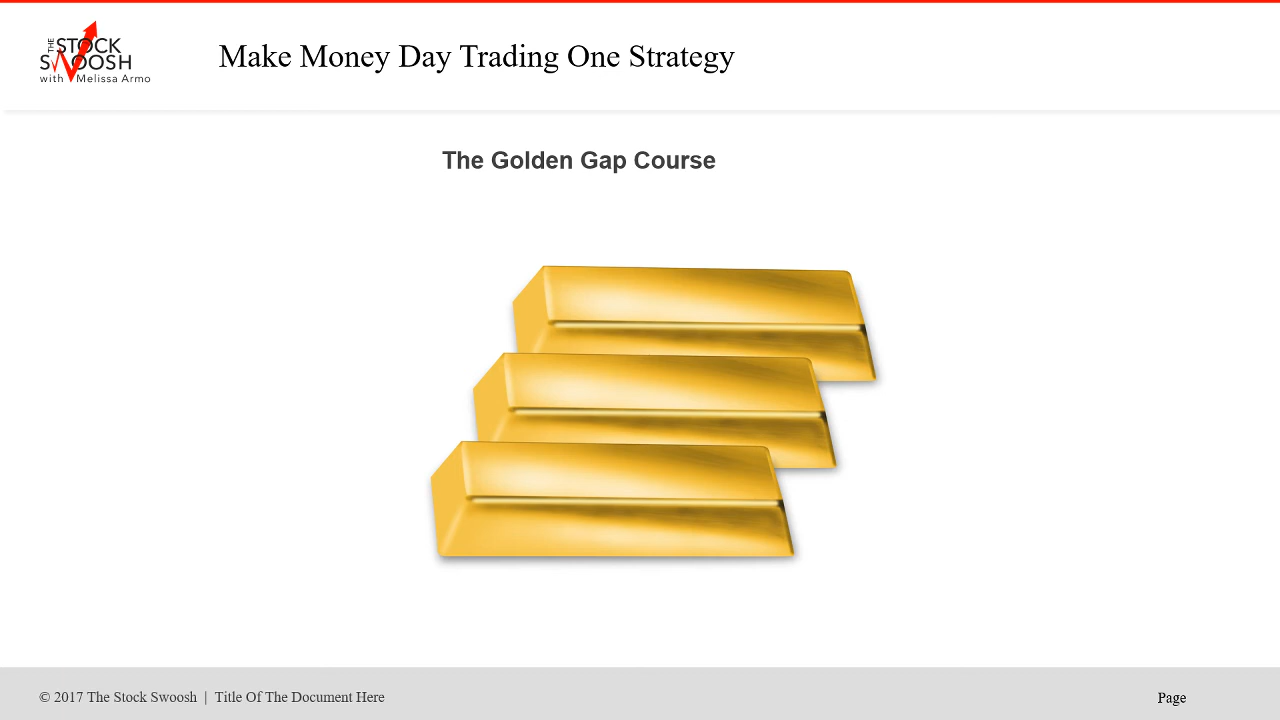 THE STOCK
SWOOSH
with Melissa Armo
Make Money Day Trading One Strategy
The Golden Gap Course
© 2017 The Stock Swoosh | Title Of The Document Here
Page